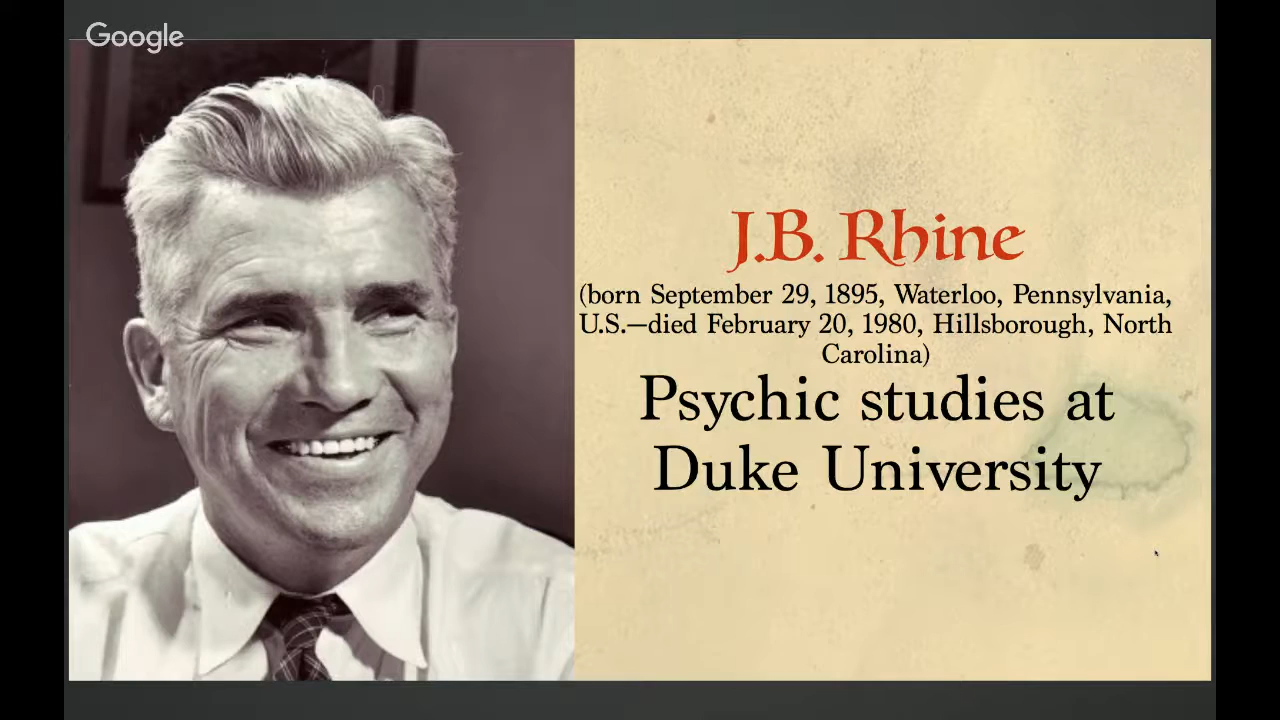 Google
J.B. Rhine
(born September 29, 1895, Waterloo, Pennsylvania,
U.S.—died February 20, 1980, Hillsborough, North
Carolina)
Psychic studies at
Duke University